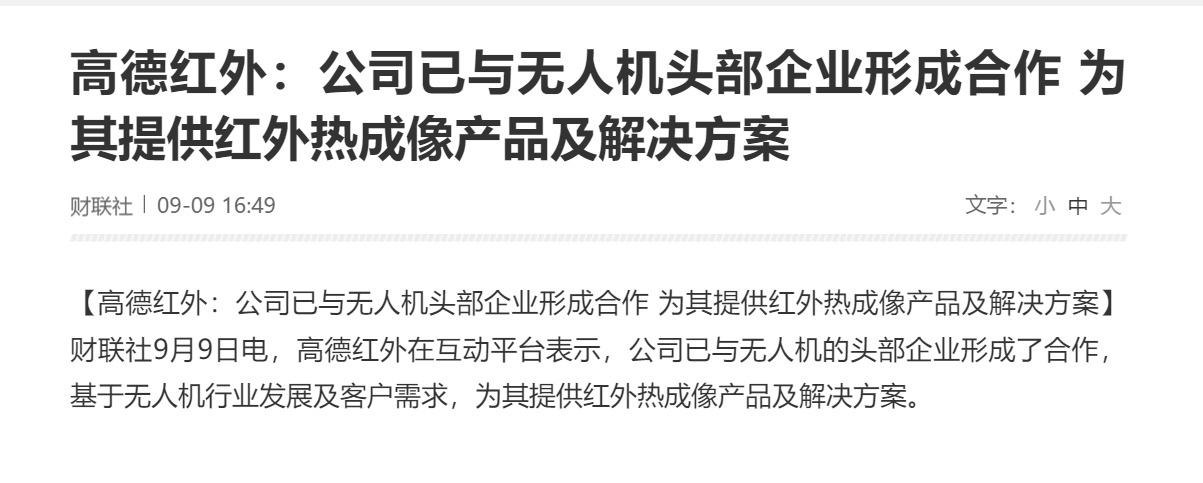 高德红外：公司已与无人机头部企业形成合作 为
其提供红外热成像产品及解决方案
财联社 | 09-09 16:49 文字： 小 中 大
【高德红外：公司已与无人机头部企业形成合作 为其提供红外热成像产品及解决方案】
财联社9月9日电，高德红外在互动平台表示，公司已与无人机的头部企业形成了合作，
基于无人机行业发展及客户需求，为其提供红外热成像产品及解决方案。